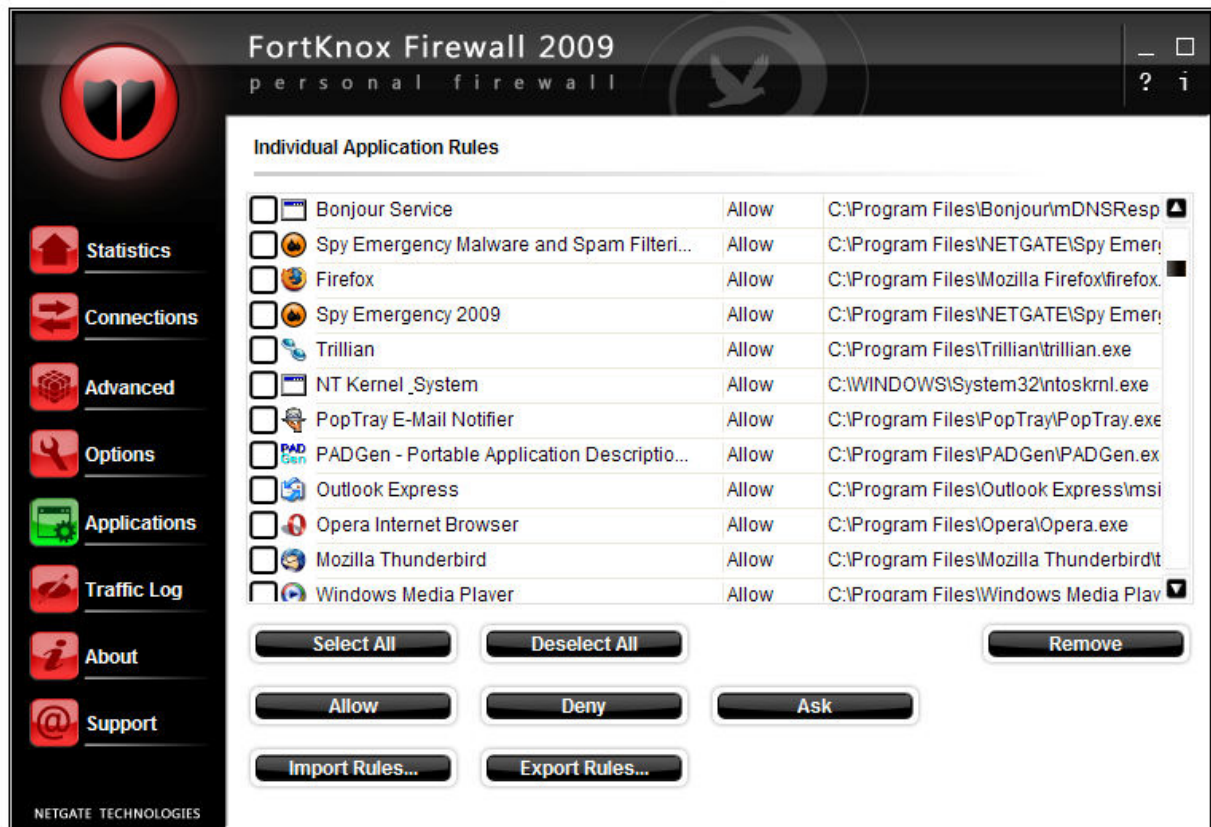 FortKnox Firewall 2009
personal firewall
? i
Individual Application Rules
Bonjour Service Allow C:\Program Files\Bonjour\mDNSResp
Spy Emergency Malware and Spam Filteri... Allow C:\Program Files\NETGATE\Spy Emer
Firefox Allow C:\Program Files\Mozilla Firefox\firefox.
Spy Emergency 2009 Allow C:\Program Files\NETGATE\Spy Emer
Trillian Allow C:\Program Files\Trillian\trillian.exe
NT Kernel _System Allow C:\WINDOWS\System32\ntoskrnl.exe
PopTray E-Mail Notifier Allow C:\Program Files\PopTray\PopTray.exe
PAD Gen PADGen - Portable Application Descriptio... Allow C:\Program Files\PADGen\PADGen.ex
Outlook Express Allow C:\Program Files\Outlook Express\msi
Opera Internet Browser Allow C:\Program Files\Opera\Opera.exe
Mozilla Thunderbird Allow C:\Program Files\Mozilla Thunderbird\t
Windows Media Player Allow C:\Program Files\Windows Media Play
Statistics
Connections
Advanced
Options
Applications
Traffic Log
About
Support
Select All Deselect All Remove
Allow Deny Ask
Import Rules... Export Rules...
NETGATE TECHNOLOGIES